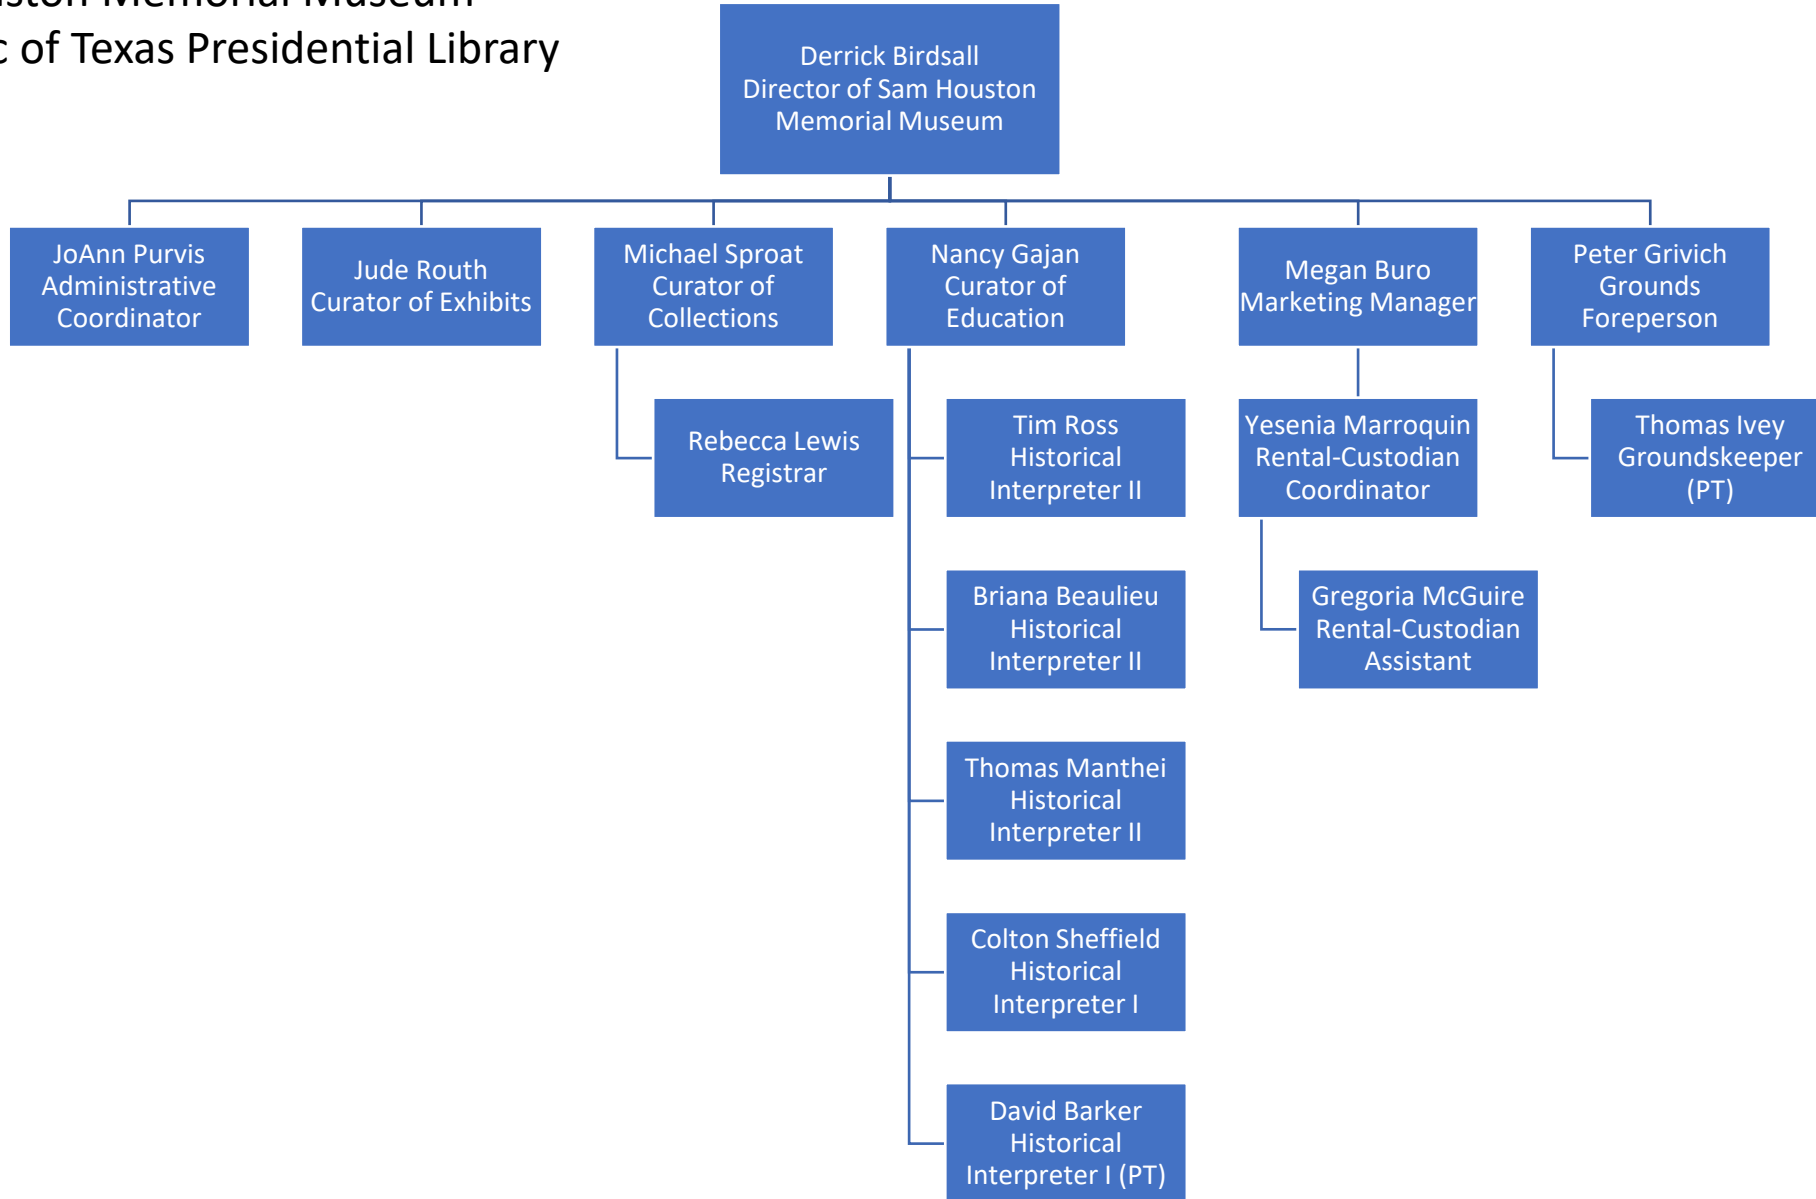 of Texas Presidential Library
Memorial Museum
Derrick Birdsall
Director of Sam Houston
Memorial Museum
JoAnn Purvis
Administrative
Coordinator
Jude Routh
Curator of Exhibits
Michael Sproat
Curator of
Collections
Nancy Gajan
Curator of
Education
Megan Buro
Marketing Manager
Peter Grivich
Grounds
Foreperson
Rebecca Lewis
Registrar
Tim Ross
Historical
Interpreter II
Yesenia Marroquin
Rental-Custodian
Coordinator
Thomas Ivey
Groundskeeper
(PT)
Briana Beaulieu
Historical
Interpreter II
Gregoria McGuire
Rental-Custodian
Assistant
Thomas Manthei
Historical
Interpreter II
Colton Sheffield
Historical
Interpreter I
David Barker
Historical
Interpreter I (PT)